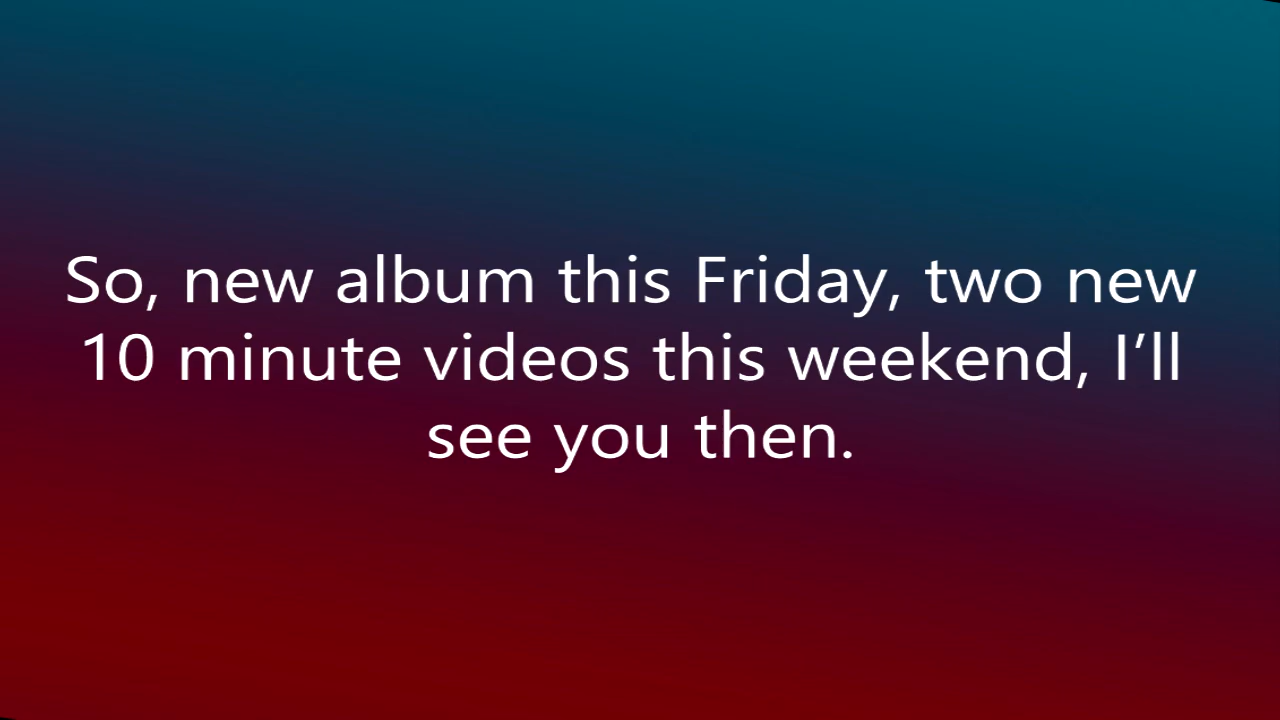 So, new album this Friday, two new
10 minute videos this weekend, I’ll
see you then.